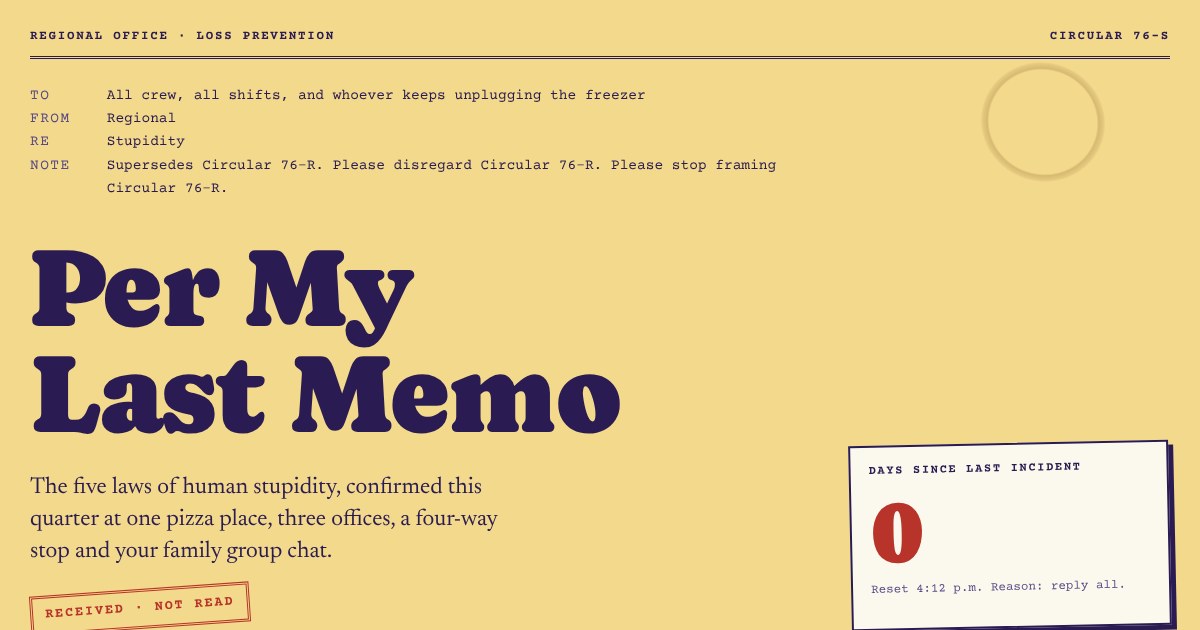 REGIONAL OFFICE · LOSS PREVENTION
CIRCULAR 76-S
TO All crew, all shifts, and whoever keeps unplugging the freezer
FROM Regional
RE Stupidity
NOTE Supersedes Circular 76-R. Please disregard Circular 76-R. Please stop framing
Circular 76-R.
Per My
Last Memo
The five laws of human stupidity, confirmed this
quarter at one pizza place, three offices, a four-way
stop and your family group chat.
RECEIVED · NOT READ
DAYS SINCE LAST INCIDENT
0
Reset 4:12 p.m. Reason: reply all.